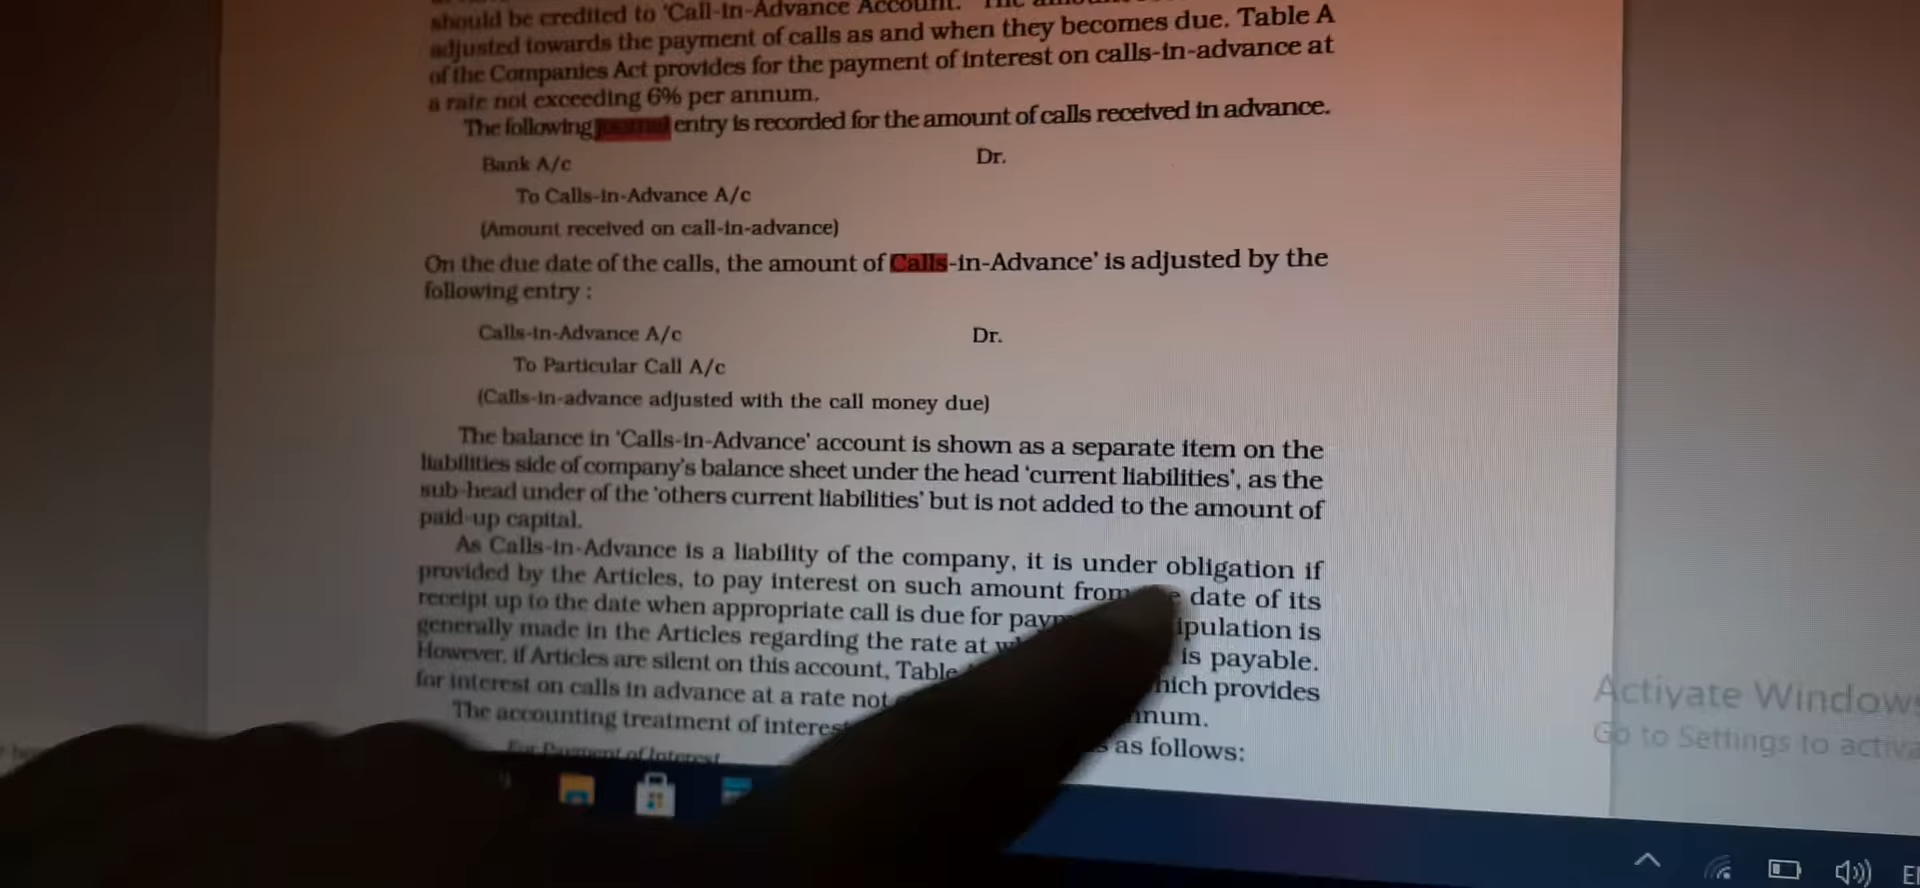 should be credited to 'Call-in-Advance Account.'
adjusted towards the payment of calls as and when they becomes due. Table A
of the Companies Act provides for the payment of interest on calls-in-advance at
a rate not exceeding 6% per annum.
The following journal entry is recorded for the amount of calls received in advance.
Bank A/c Dr.
To Calls-in-Advance A/c
(Amount received on call-in-advance)
On the due date of the calls, the amount of Calls-in-Advance' is adjusted by the
following entry :
Calls-in-Advance A/c Dr.
To Particular Call A/c
(Calls-in-advance adjusted with the call money due)
The balance in 'Calls-in-Advance' account is shown as a separate item on the
liabilities side of company's balance sheet under the head 'current liabilities', as the
sub-head under of the 'others current liabilities' but is not added to the amount of
paid-up capital.
As Calls-in-Advance is a liability of the company, it is under obligation if
provided by the Articles, to pay interest on such amount from date of its
receipt up to the date when appropriate call is due for is
generally made in the Articles regarding the rate at is payable.
However, if Articles are silent on this account, Table provides
for interest on calls in advance at a rate not
The accounting treatment of as follows:
For Payment of Interest
Activate Windows
Go to Settings to